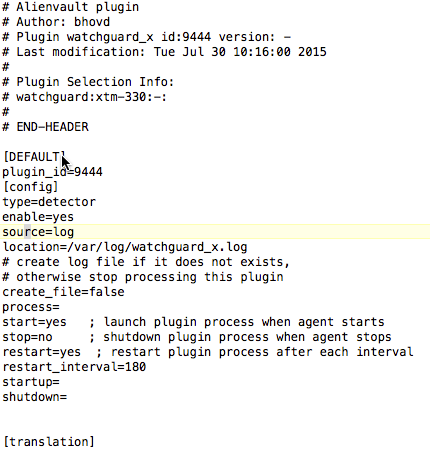 # Alienvault plugin
# Author: bhovd
# Plugin watchguard_x id:9444 version: -
# Last modification: Tue Jul 30 10:16:00 2015
#
# Plugin Selection Info:
# watchguard:xtm-330:-:
#
# END-HEADER
[DEFAULT]
plugin_id=9444
[config]
type=detector
enable=yes
source=log
location=/var/log/watchguard_x.log
# create log file if it does not exists,
# otherwise stop processing this plugin
create_file=false
process=
start=yes   ; launch plugin process when agent starts
stop=no     ; shutdown plugin process when agent stops
restart=yes  ; restart plugin process after each interval
restart_interval=180
startup=
shutdown=
[translation]